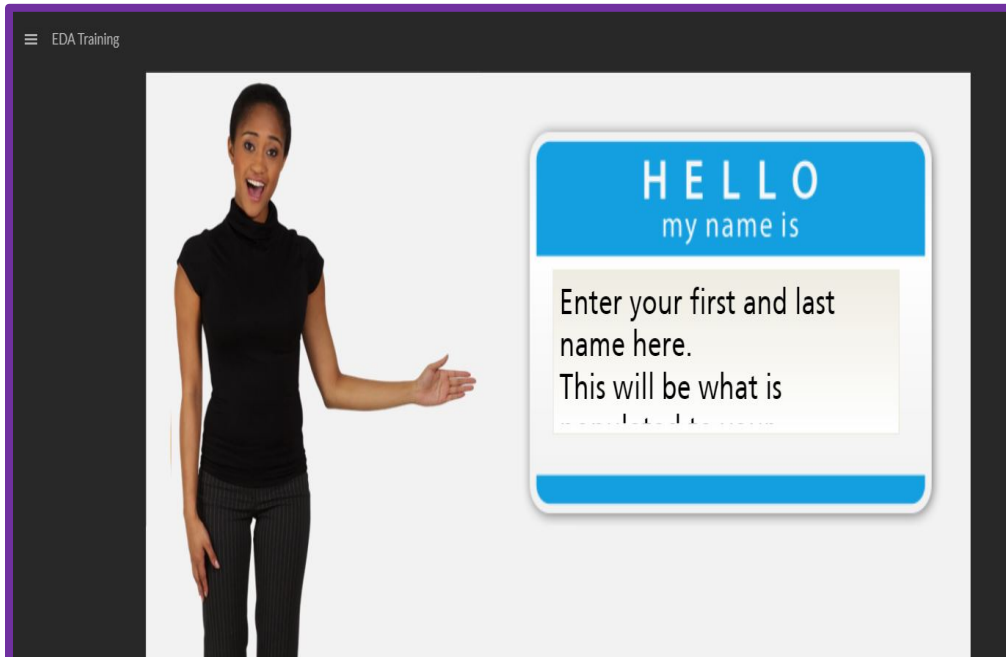 EDA Training
HELLO
my name is
Enter your first and last
name here.
This will be what is